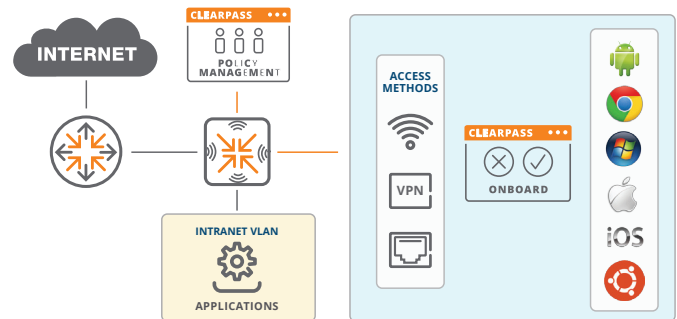 INTERNET
CLEARPASS
POLICY
MANAGEMENT
INTRANET VLAN
APPLICATIONS
ACCESS
METHODS
VPN
CLEARPASS
ONBOARD
iOS